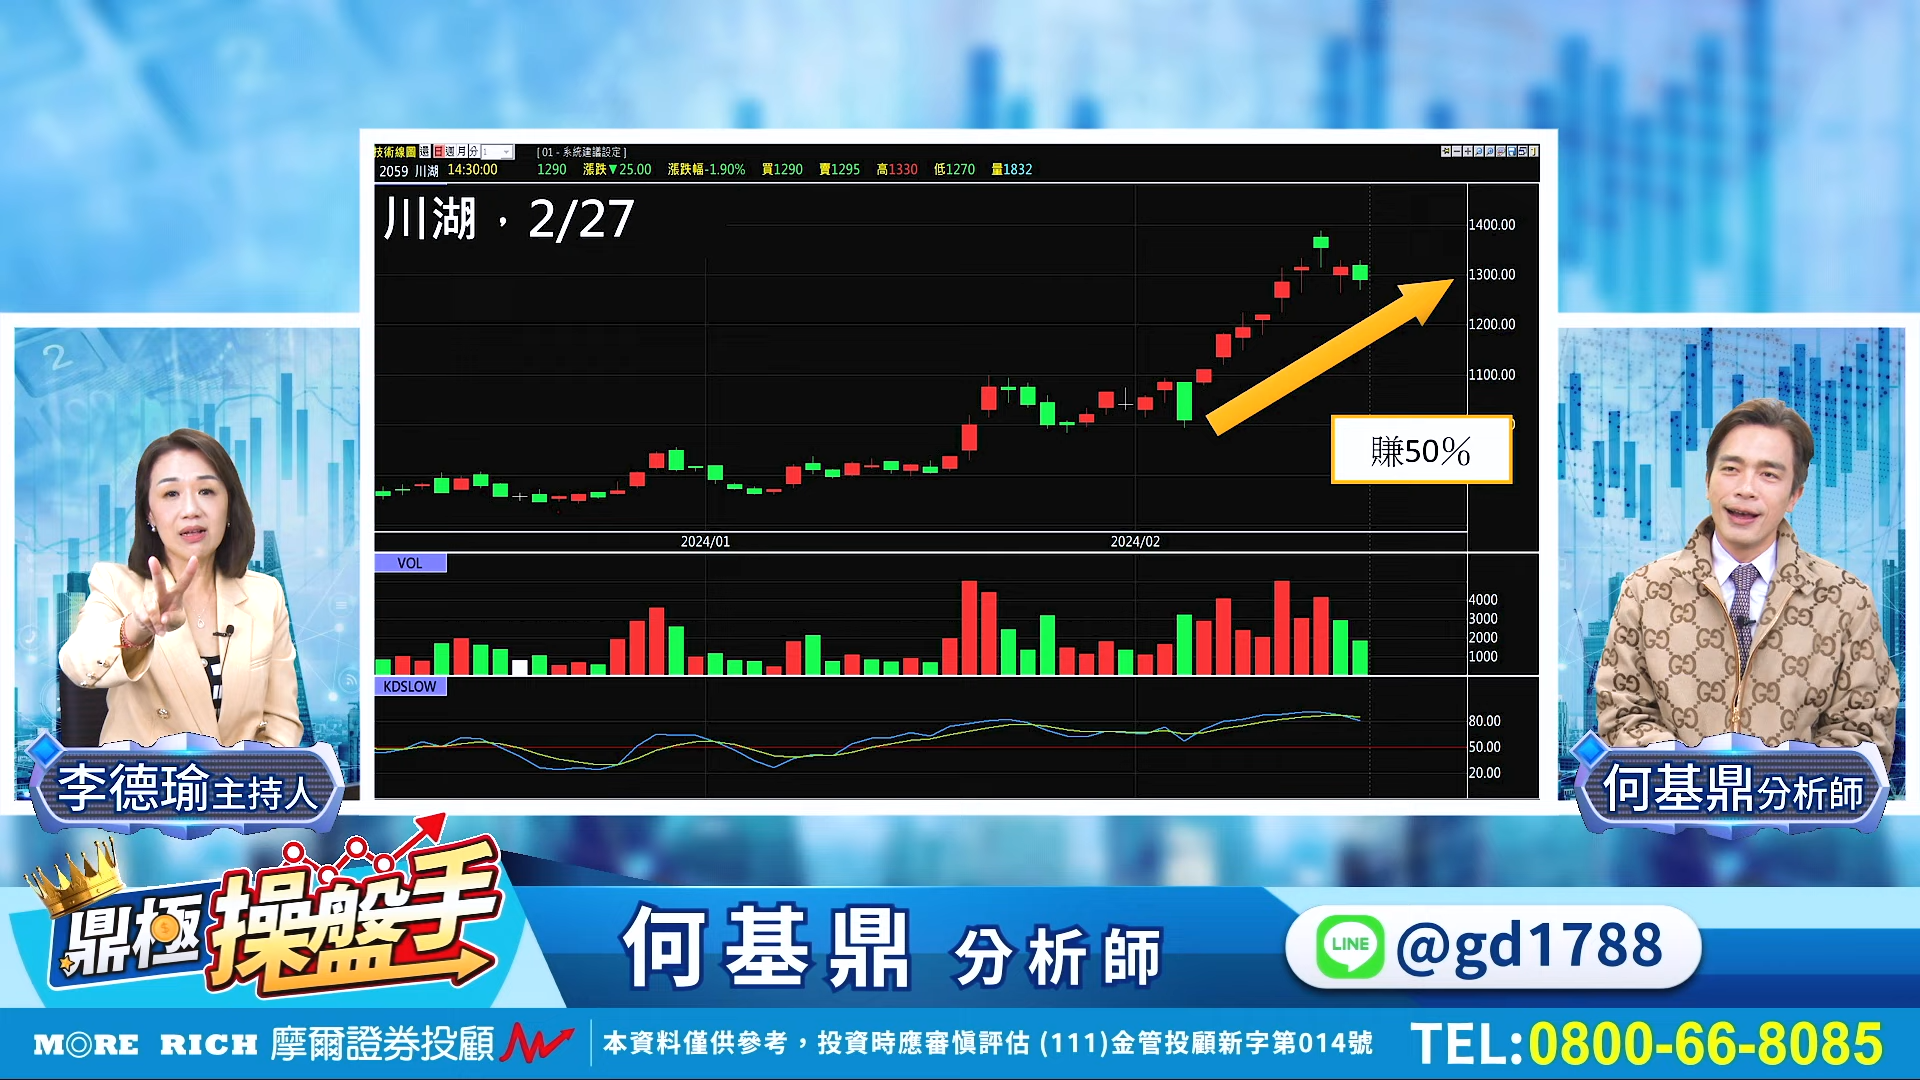 技術線圖 還 日 週 月 分 1 [ 01 - 系統建議設定 ]
2059 川湖 14:30:00 1290 漲跌▼25.00 漲跌幅-1.90% 買1290 賣1295 高1330 低1270 量1832
川湖，2/27
1400.00
1300.00
1200.00
1100.00
賺50%
2024/01 2024/02
VOL
4000
3000
2000
1000
KDSLOW
80.00
50.00
20.00
李德瑜主持人
何基鼎分析師
鼎極操盤手
何基鼎 分析師
LINE @gd1788
MORE RICH 摩爾證券投顧
本資料僅供參考，投資時應審慎評估 (111)金管投顧新字第014號
TEL:0800-66-8085